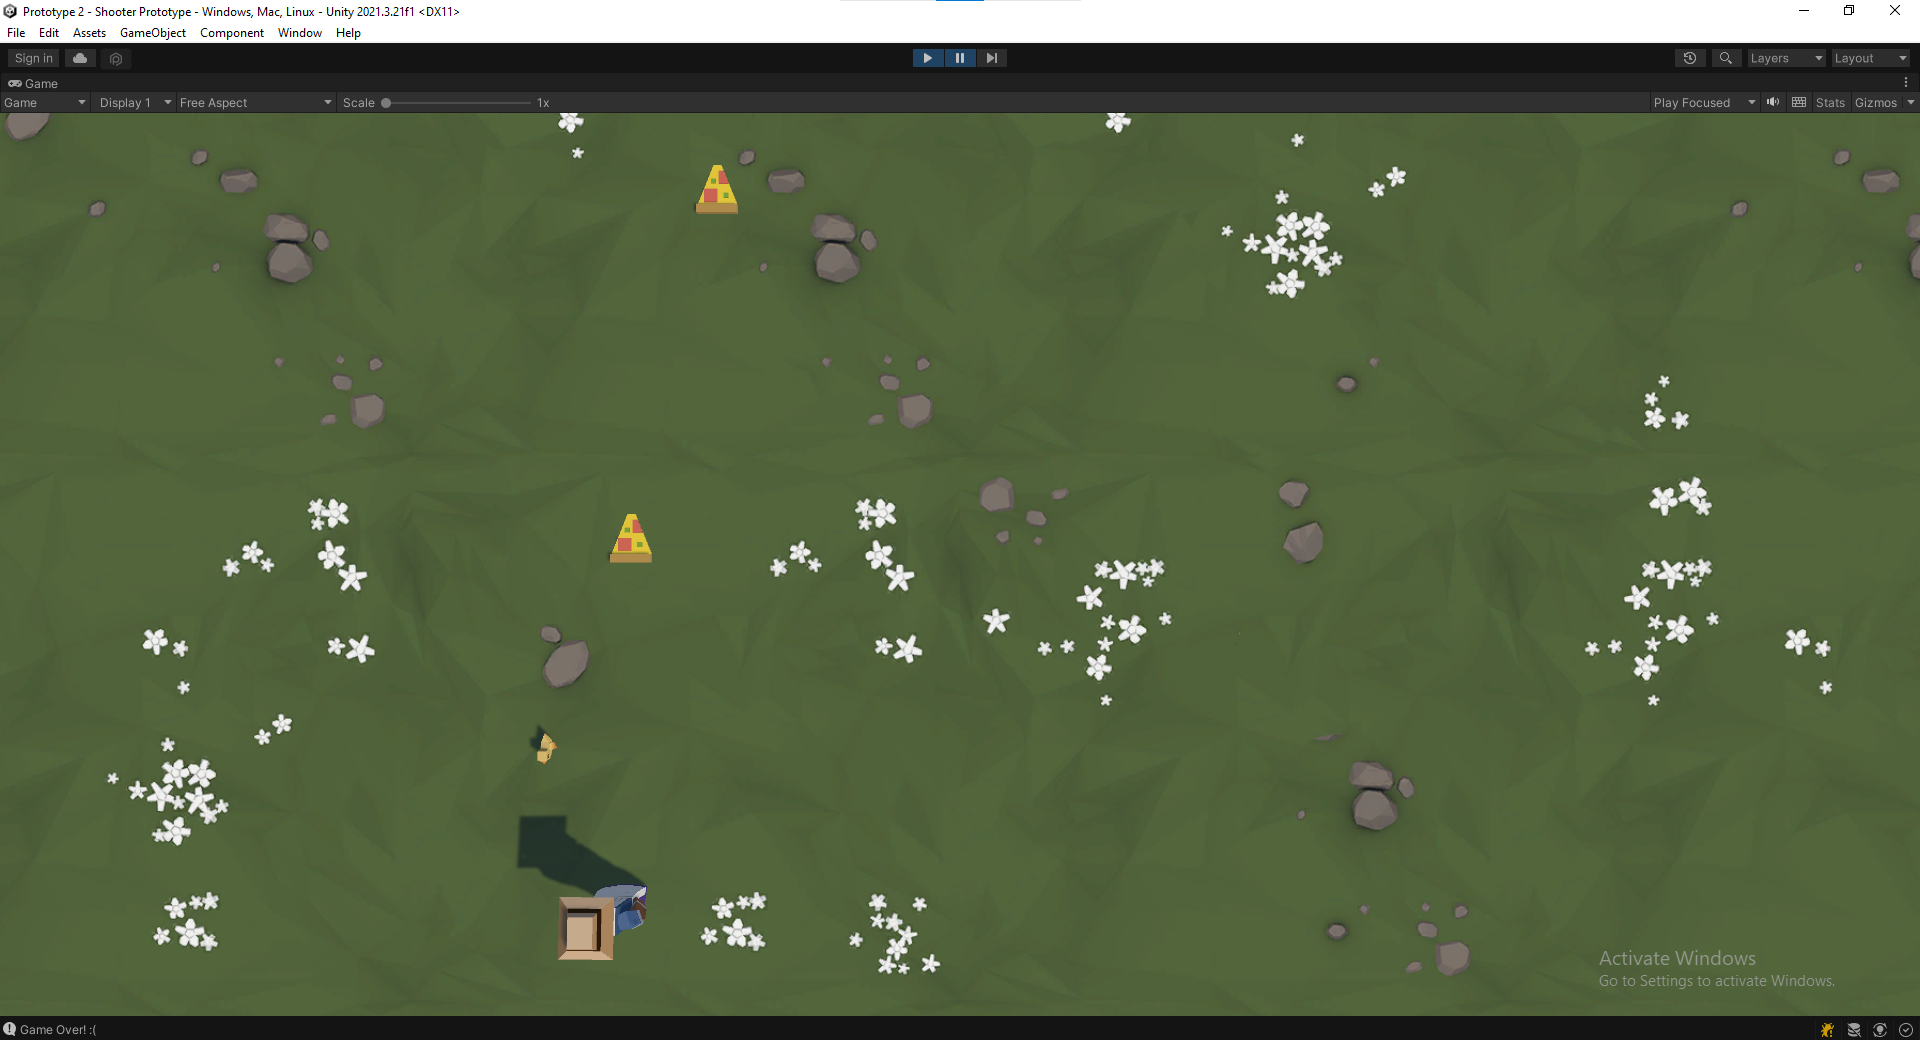 Prototype 2 - Shooter Prototype - Windows, Mac, Linux - Unity 2021.3.21f1 <DX11>
File Edit Assets GameObject Component Window Help
Sign in Layers Layout
Game
Game Display 1 Free Aspect Scale 1x Play Focused Stats Gizmos
Activate Windows
Go to Settings to activate Windows.
Game Over! :(